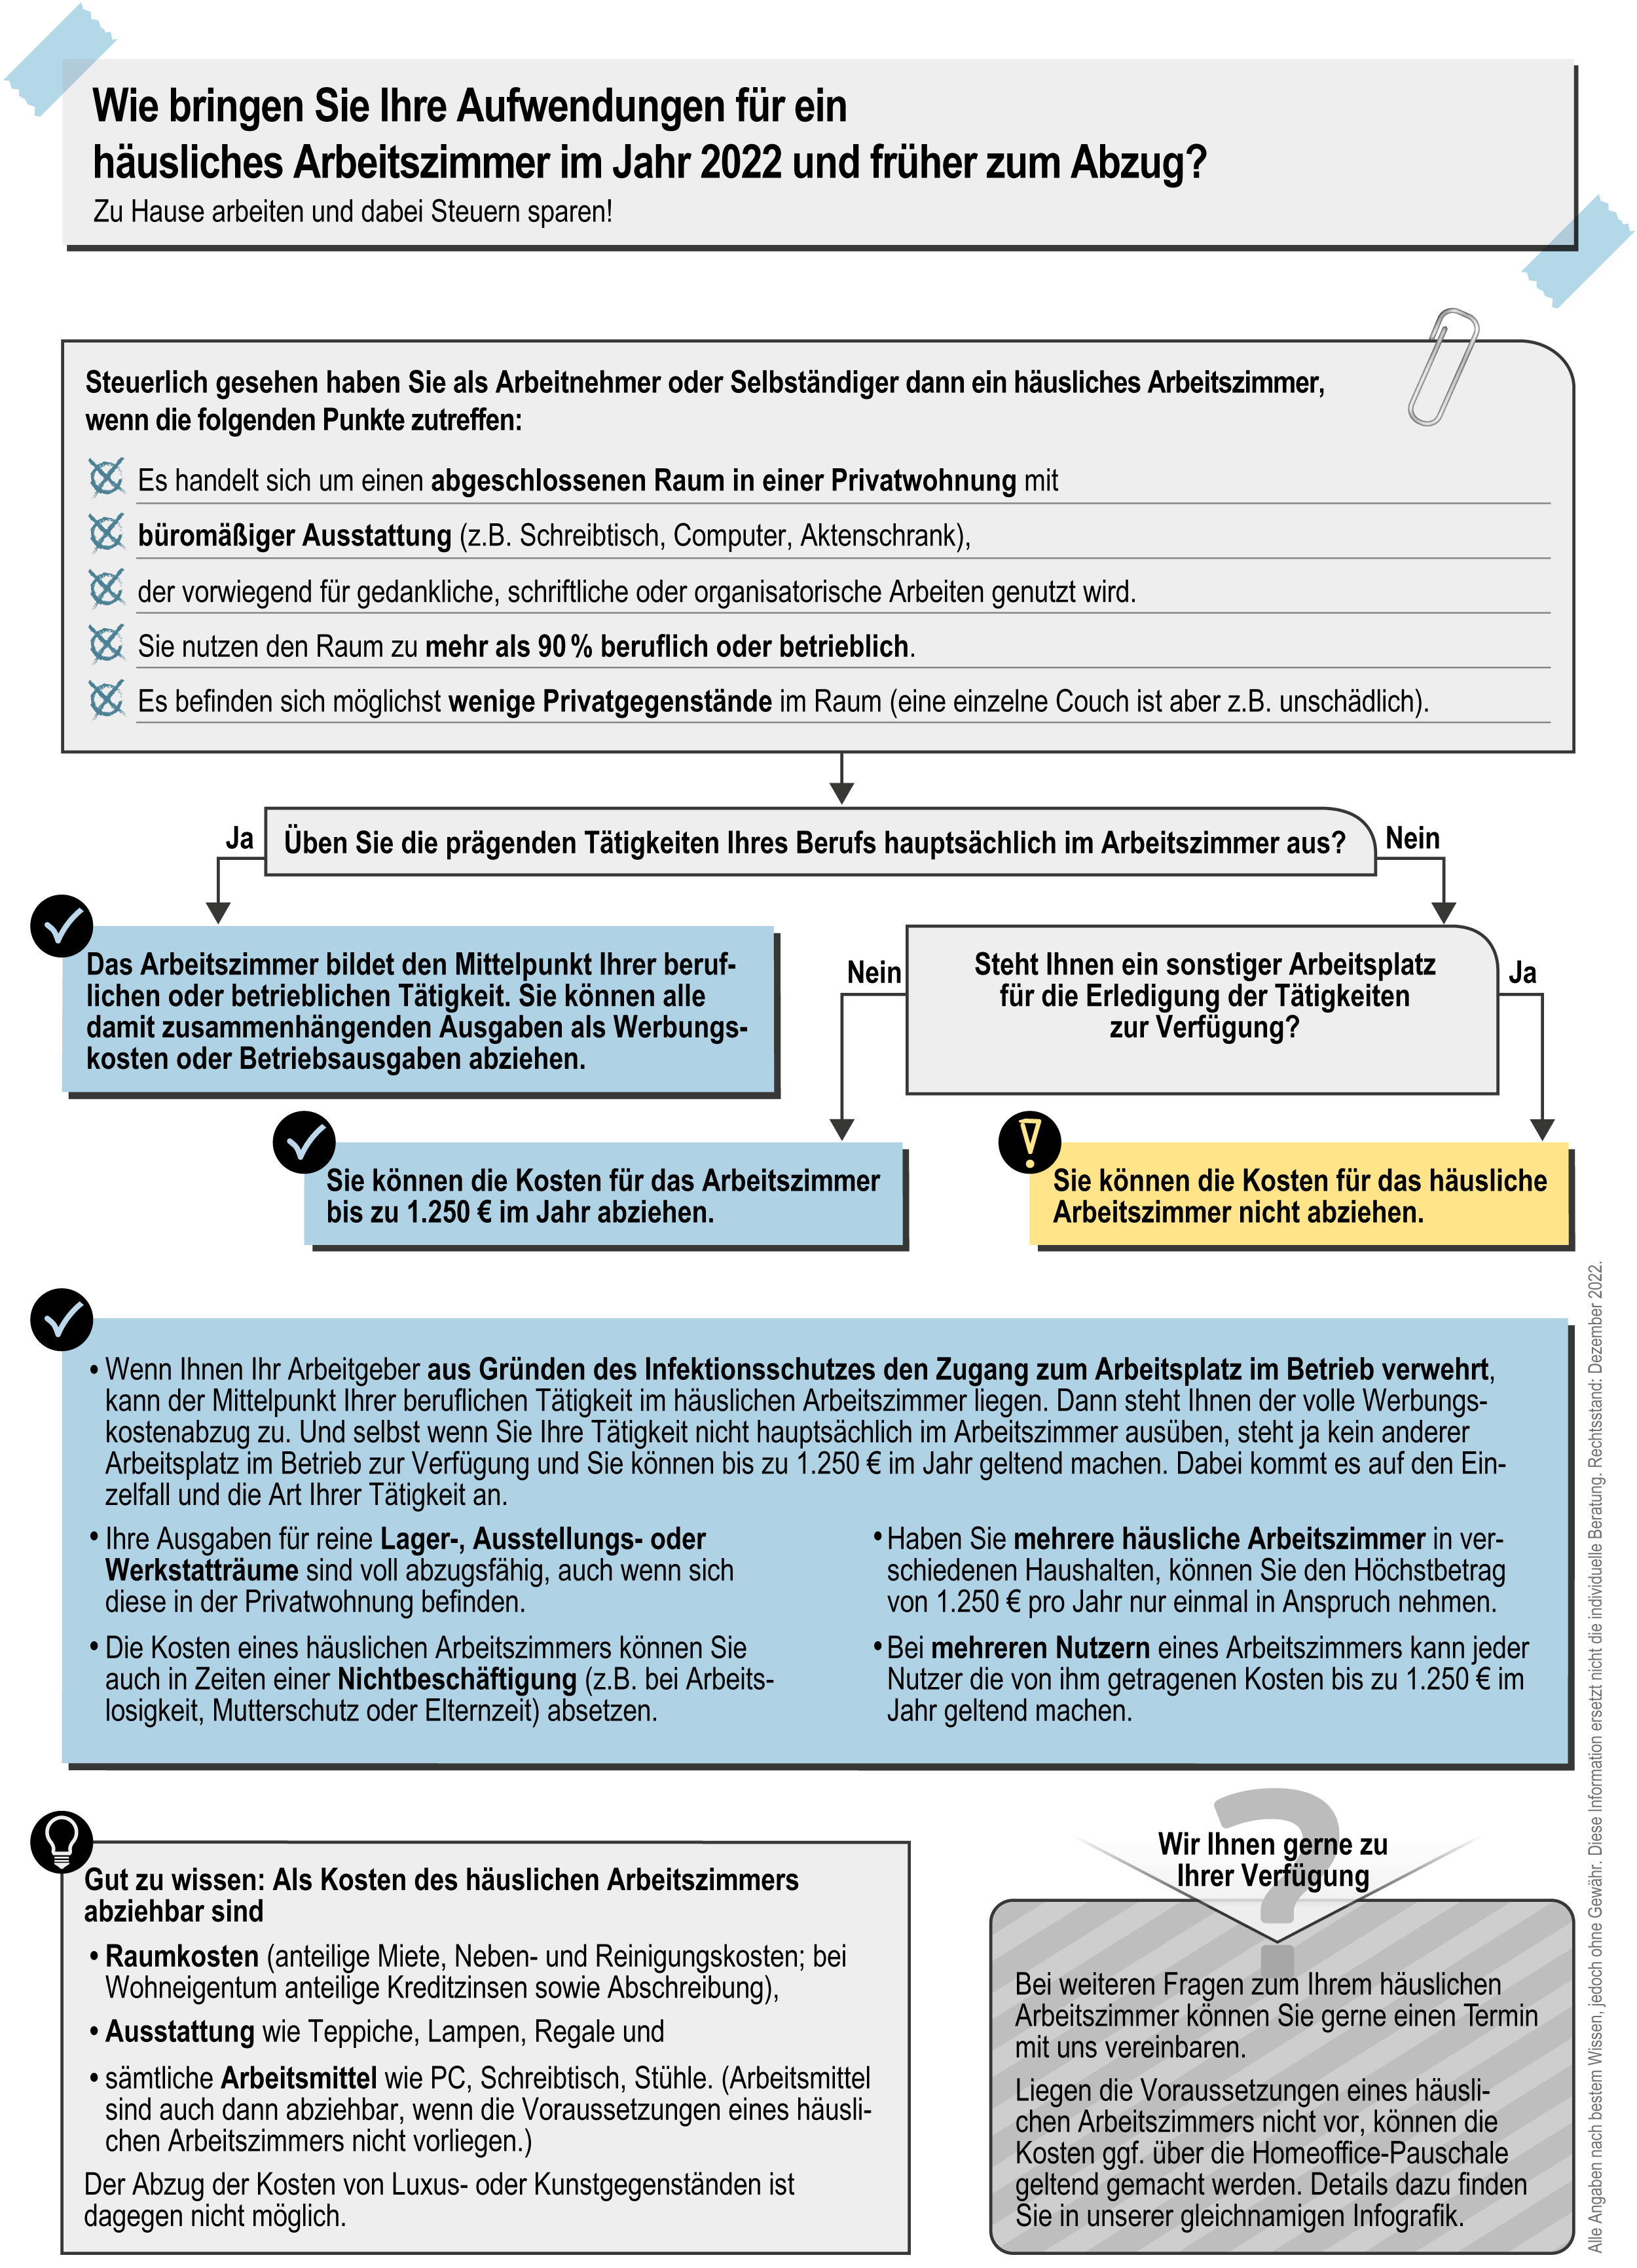 Wie bringen Sie Ihre Aufwendungen für ein
häusliches Arbeitszimmer im Jahr 2022 und früher zum Abzug?
Zu Hause arbeiten und dabei Steuern sparen!
Steuerlich gesehen haben Sie als Arbeitnehmer oder Selbständiger dann ein häusliches Arbeitszimmer,
wenn die folgenden Punkte zutreffen:
Es handelt sich um einen abgeschlossenen Raum in einer Privatwohnung mit
büromäßiger Ausstattung (z.B. Schreibtisch, Computer, Aktenschrank),
der vorwiegend für gedankliche, schriftliche oder organisatorische Arbeiten genutzt wird.
Sie nutzen den Raum zu mehr als 90 % beruflich oder betrieblich.
Es befinden sich möglichst wenige Privatgegenstände im Raum (eine einzelne Couch ist aber z.B. unschädlich).
Ja
Üben Sie die prägenden Tätigkeiten Ihres Berufs hauptsächlich im Arbeitszimmer aus?
Nein
Das Arbeitszimmer bildet den Mittelpunkt Ihrer beruf-
lichen oder betrieblichen Tätigkeit. Sie können alle
damit zusammenhängenden Ausgaben als Werbungs-
kosten oder Betriebsausgaben abziehen.
Nein
Steht Ihnen ein sonstiger Arbeitsplatz
für die Erledigung der Tätigkeiten
zur Verfügung?
Ja
Sie können die Kosten für das Arbeitszimmer
bis zu 1.250 € im Jahr abziehen.
Sie können die Kosten für das häusliche
Arbeitszimmer nicht abziehen.
• Wenn Ihnen Ihr Arbeitgeber aus Gründen des Infektionsschutzes den Zugang zum Arbeitsplatz im Betrieb verwehrt,
kann der Mittelpunkt Ihrer beruflichen Tätigkeit im häuslichen Arbeitszimmer liegen. Dann steht Ihnen der volle Werbungs-
kostenabzug zu. Und selbst wenn Sie Ihre Tätigkeit nicht hauptsächlich im Arbeitszimmer ausüben, steht ja kein anderer
Arbeitsplatz im Betrieb zur Verfügung und Sie können bis zu 1.250 € im Jahr geltend machen. Dabei kommt es auf den Ein-
zelfall und die Art Ihrer Tätigkeit an.
• Ihre Ausgaben für reine Lager-, Ausstellungs- oder
Werkstatträume sind voll abzugsfähig, auch wenn sich
diese in der Privatwohnung befinden.
• Die Kosten eines häuslichen Arbeitszimmers können Sie
auch in Zeiten einer Nichtbeschäftigung (z.B. bei Arbeits-
losigkeit, Mutterschutz oder Elternzeit) absetzen.
• Haben Sie mehrere häusliche Arbeitszimmer in ver-
schiedenen Haushalten, können Sie den Höchstbetrag
von 1.250 € pro Jahr nur einmal in Anspruch nehmen.
• Bei mehreren Nutzern eines Arbeitszimmers kann jeder
Nutzer die von ihm getragenen Kosten bis zu 1.250 € im
Jahr geltend machen.
Gut zu wissen: Als Kosten des häuslichen Arbeitszimmers
abziehbar sind
• Raumkosten (anteilige Miete, Neben- und Reinigungskosten; bei
Wohneigentum anteilige Kreditzinsen sowie Abschreibung),
• Ausstattung wie Teppiche, Lampen, Regale und
• sämtliche Arbeitsmittel wie PC, Schreibtisch, Stühle. (Arbeitsmittel
sind auch dann abziehbar, wenn die Voraussetzungen eines häusli-
chen Arbeitszimmers nicht vorliegen.)
Der Abzug der Kosten von Luxus- oder Kunstgegenständen ist
dagegen nicht möglich.
?
Wir Ihnen gerne zu
Ihrer Verfügung
Bei weiteren Fragen zum Ihrem häuslichen
Arbeitszimmer können Sie gerne einen Termin
mit uns vereinbaren.
Liegen die Voraussetzungen eines häusli-
chen Arbeitszimmers nicht vor, können die
Kosten ggf. über die Homeoffice-Pauschale
geltend gemacht werden. Details dazu finden
Sie in unserer gleichnamigen Infografik.
Alle Angaben nach bestem Wissen, jedoch ohne Gewähr. Diese Information ersetzt nicht die individuelle Beratung. Rechtsstand: Dezember 2022.